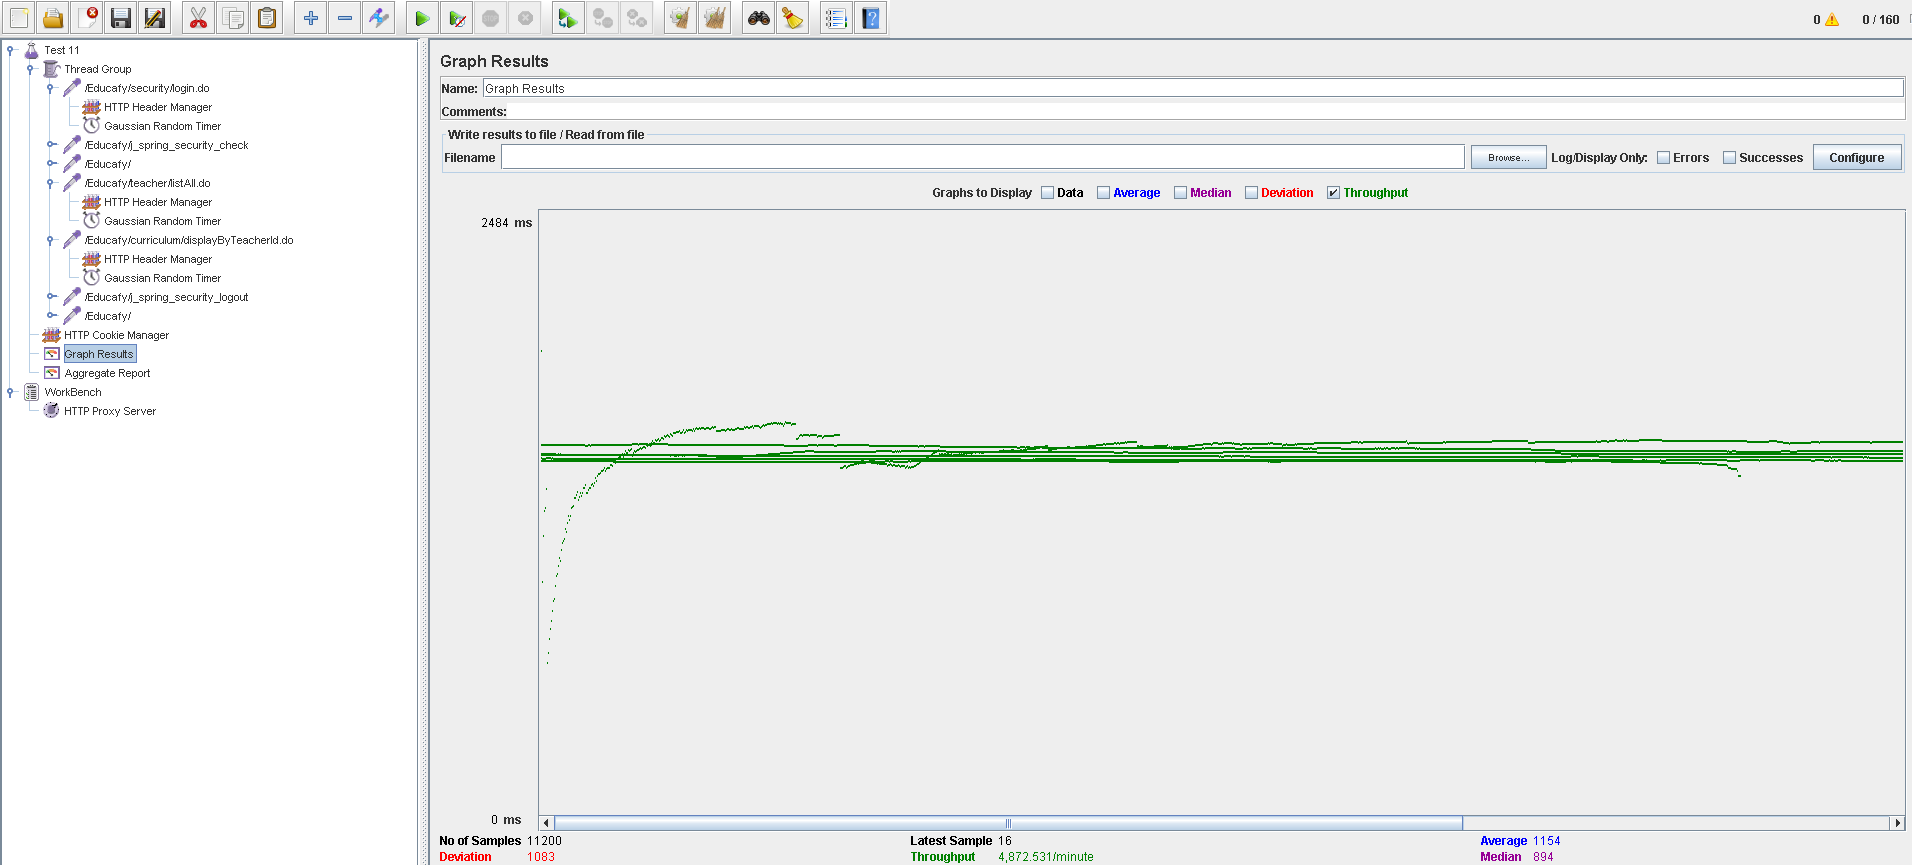 0 0 / 160
Test 11
Thread Group
/Educafy/security/login.do
HTTP Header Manager
Gaussian Random Timer
/Educafy/j_spring_security_check
/Educafy/
/Educafy/teacher/listAll.do
HTTP Header Manager
Gaussian Random Timer
/Educafy/curriculum/displayByTeacherId.do
HTTP Header Manager
Gaussian Random Timer
/Educafy/j_spring_security_logout
/Educafy/
HTTP Cookie Manager
Graph Results
Aggregate Report
WorkBench
HTTP Proxy Server
Graph Results
Name: Graph Results
Comments:
Write results to file / Read from file
Filename Browse... Log/Display Only: Errors Successes Configure
Graphs to Display Data Average Median Deviation Throughput
2484 ms
0 ms
No of Samples 11200 Latest Sample 16 Average 1154
Deviation 1083 Throughput 4,872.531/minute Median 894